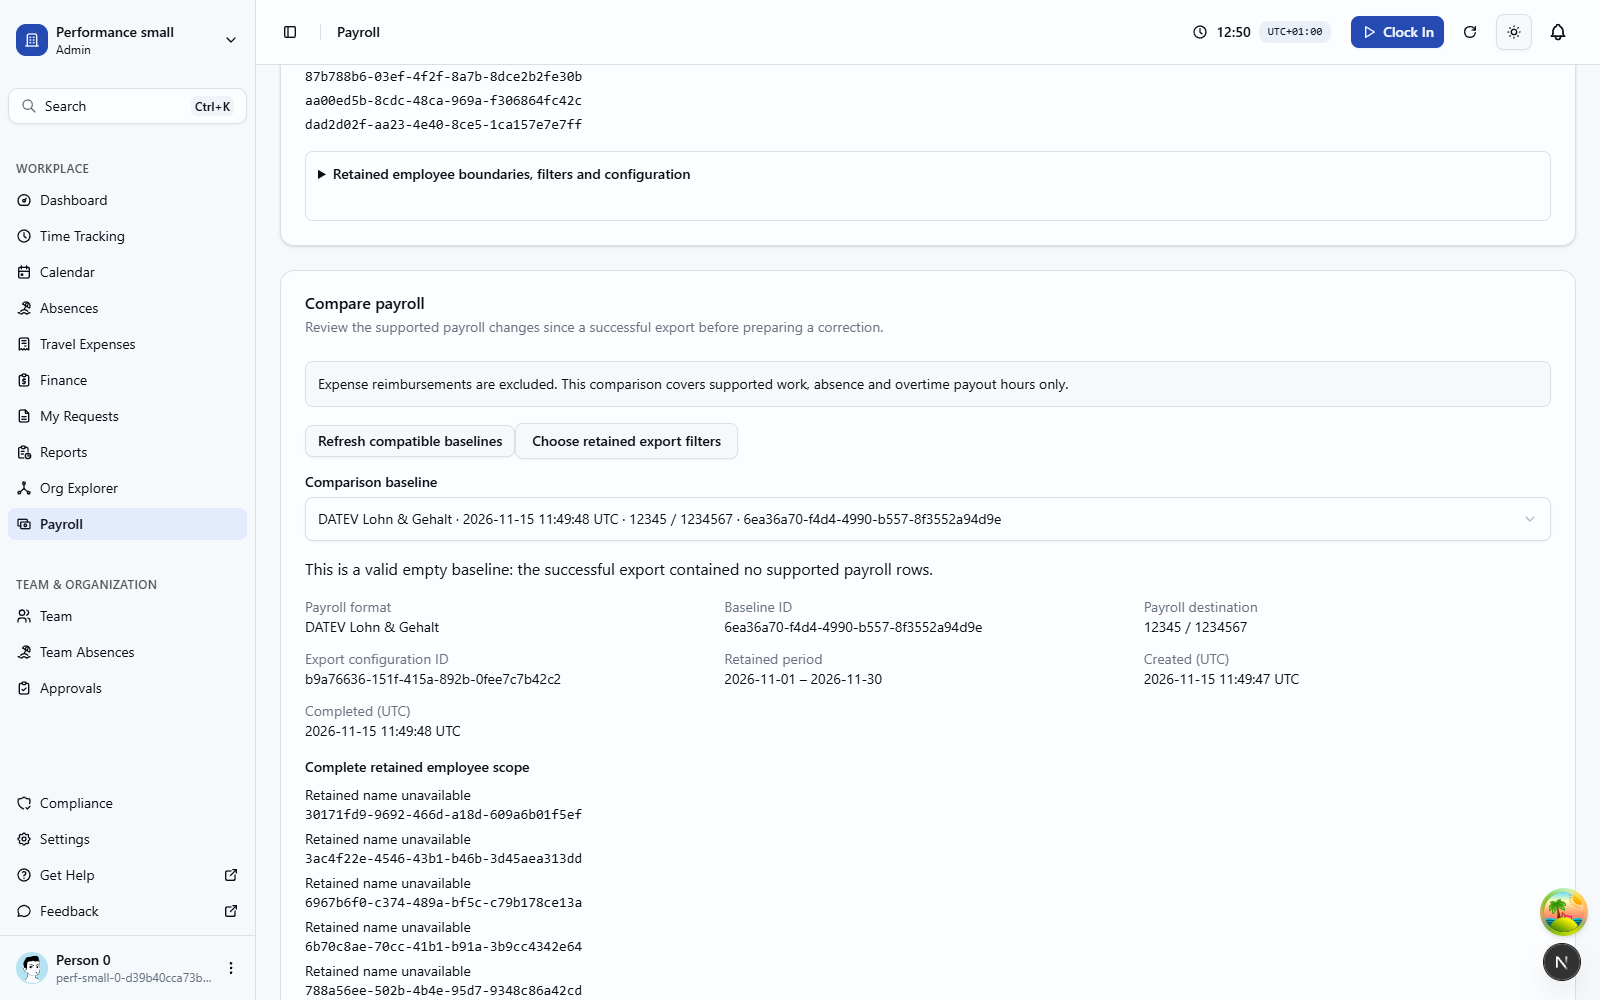 Performance small
Admin
Search
Ctrl+K
WORKPLACE
Dashboard
Time Tracking
Calendar
Absences
Travel Expenses
Finance
My Requests
Reports
Org Explorer
Payroll
TEAM & ORGANIZATION
Team
Team Absences
Approvals
Compliance
Settings
Get Help
Feedback
Person 0
perf-small-0-d39b40cca73b...
Payroll
12:50
UTC+01:00
Clock In
87b788b6-03ef-4f2f-8a7b-8dce2b2fe30b
aa00ed5b-8cdc-48ca-969a-f306864fc42c
dad2d02f-aa23-4e40-8ce5-1ca157e7e7ff
Retained employee boundaries, filters and configuration
Compare payroll
Review the supported payroll changes since a successful export before preparing a correction.
Expense reimbursements are excluded. This comparison covers supported work, absence and overtime payout hours only.
Refresh compatible baselines
Choose retained export filters
Comparison baseline
DATEV Lohn & Gehalt · 2026-11-15 11:49:48 UTC · 12345 / 1234567 · 6ea36a70-f4d4-4990-b557-8f3552a94d9e
This is a valid empty baseline: the successful export contained no supported payroll rows.
Payroll format
DATEV Lohn & Gehalt
Baseline ID
6ea36a70-f4d4-4990-b557-8f3552a94d9e
Payroll destination
12345 / 1234567
Export configuration ID
b9a76636-151f-415a-892b-0fee7c7b42c2
Retained period
2026-11-01 – 2026-11-30
Created (UTC)
2026-11-15 11:49:47 UTC
Completed (UTC)
2026-11-15 11:49:48 UTC
Complete retained employee scope
Retained name unavailable
30171fd9-9692-466d-a18d-609a6b01f5ef
Retained name unavailable
3ac4f22e-4546-43b1-b46b-3d45aea313dd
Retained name unavailable
6967b6f0-c374-489a-bf5c-c79b178ce13a
Retained name unavailable
6b70c8ae-70cc-41b1-b91a-3b9cc4342e64
Retained name unavailable
788a56ee-502b-4b4e-95d7-9348c86a42cd
N